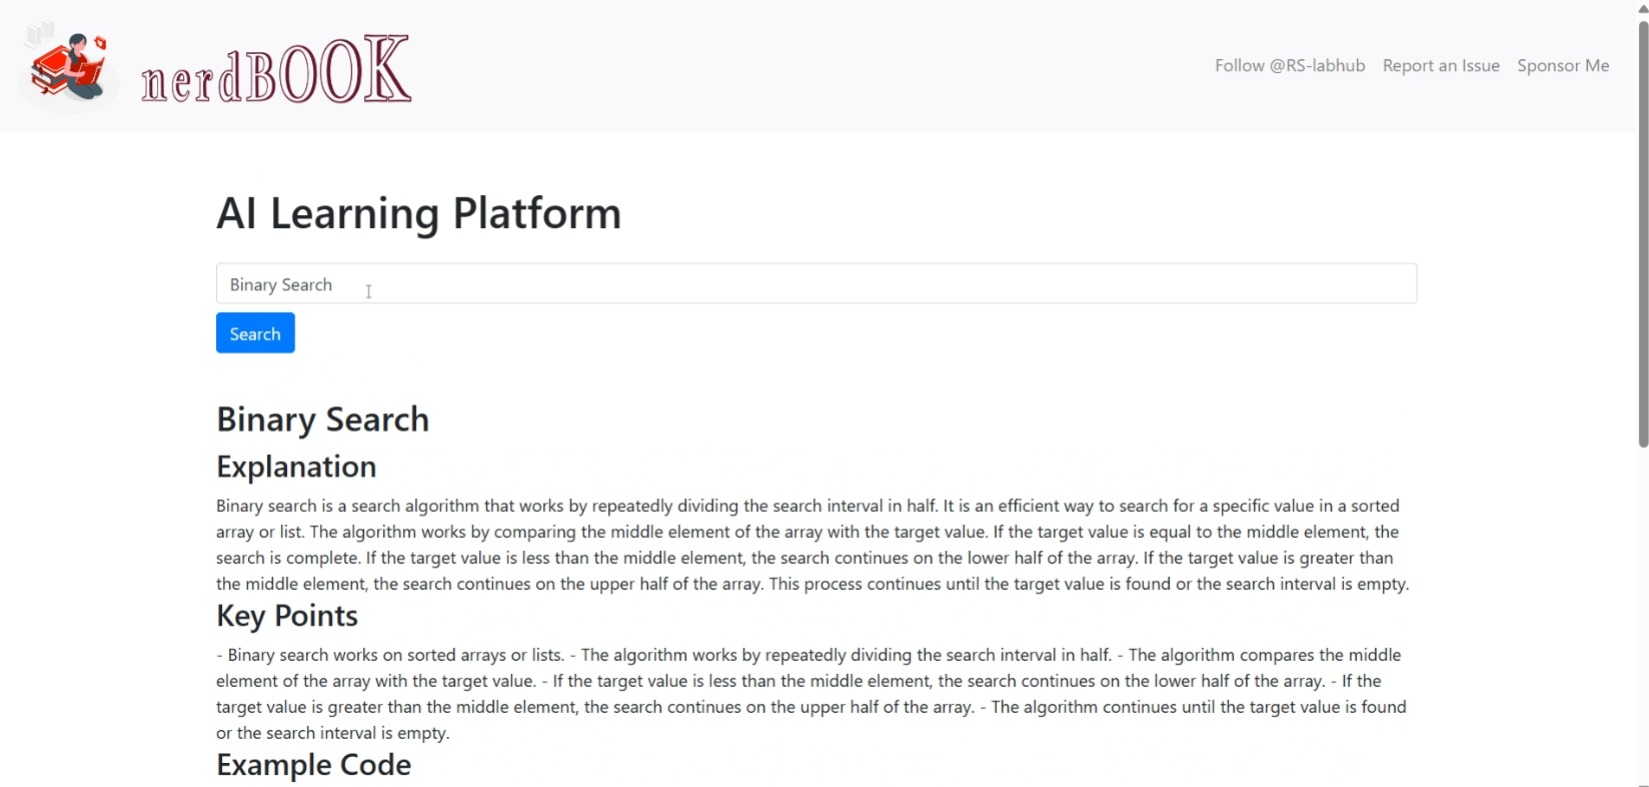 nerdBOOK
Follow @RS-labhub Report an Issue Sponsor Me
AI Learning Platform
Binary Search
Search
Binary Search
Explanation
Binary search is a search algorithm that works by repeatedly dividing the search interval in half. It is an efficient way to search for a specific value in a sorted
array or list. The algorithm works by comparing the middle element of the array with the target value. If the target value is equal to the middle element, the
search is complete. If the target value is less than the middle element, the search continues on the lower half of the array. If the target value is greater than
the middle element, the search continues on the upper half of the array. This process continues until the target value is found or the search interval is empty.
Key Points
- Binary search works on sorted arrays or lists. - The algorithm works by repeatedly dividing the search interval in half. - The algorithm compares the middle
element of the array with the target value. - If the target value is less than the middle element, the search continues on the lower half of the array. - If the
target value is greater than the middle element, the search continues on the upper half of the array. - The algorithm continues until the target value is found
or the search interval is empty.
Example Code